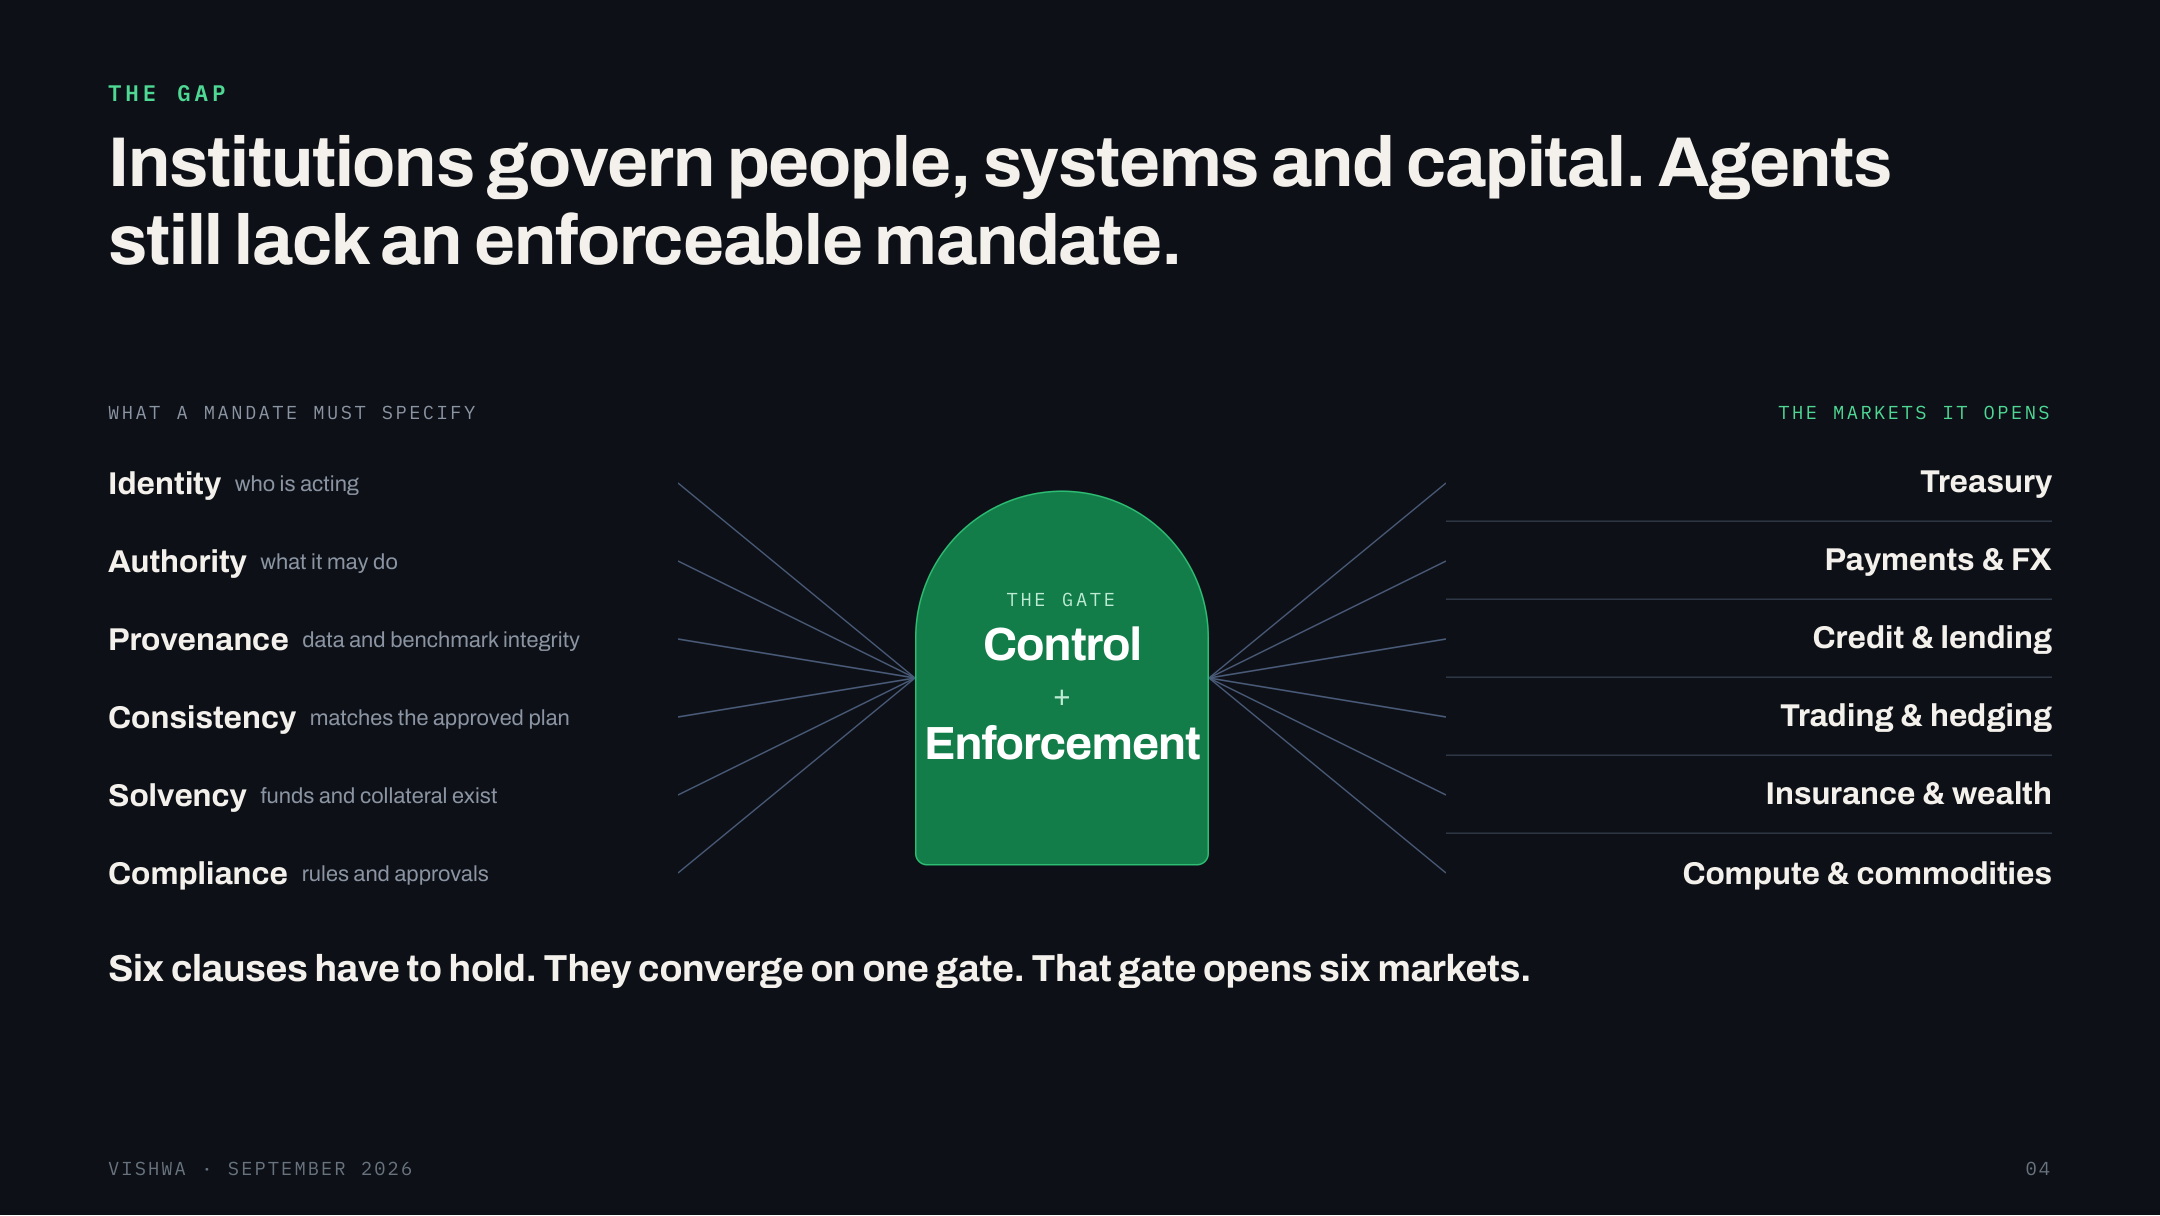 THE GAP
Institutions govern people, systems and capital. Agents
still lack an enforceable mandate.
WHAT A MANDATE MUST SPECIFY
Identity who is acting
Authority what it may do
Provenance data and benchmark integrity
Consistency matches the approved plan
Solvency funds and collateral exist
Compliance rules and approvals
THE GATE
Control
+
Enforcement
THE MARKETS IT OPENS
Treasury
Payments & FX
Credit & lending
Trading & hedging
Insurance & wealth
Compute & commodities
Six clauses have to hold. They converge on one gate. That gate opens six markets.
VISHWA · SEPTEMBER 2026
04